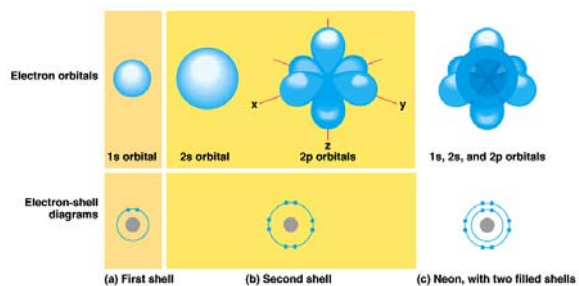 Electron orbitals
x
y
z
1s orbital
2s orbital
2p orbitals
1s, 2s, and 2p orbitals
Electron-shell
diagrams
(a) First shell
(b) Second shell
(c) Neon, with two filled shells